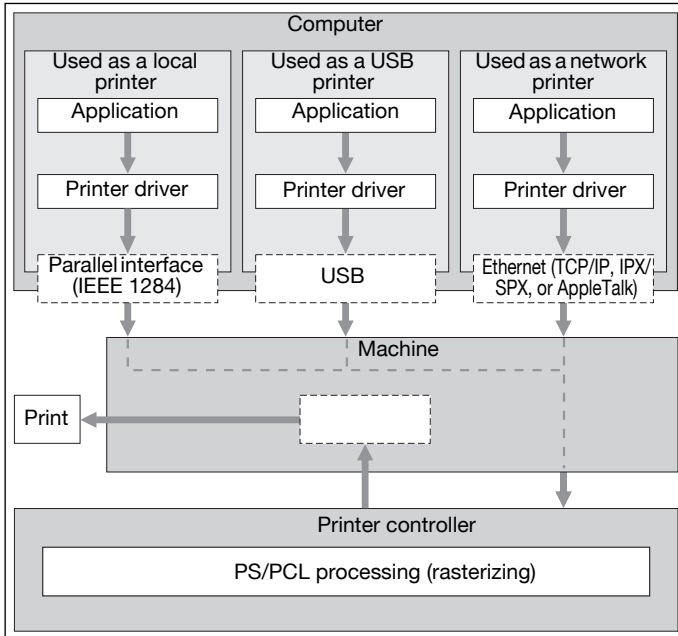 Computer
Used as a local
printer
Used as a USB
printer
Used as a network
printer
Application
Application
Application
Printer driver
Printer driver
Printer driver
Parallel interface
(IEEE 1284)
USB
Ethernet (TCP/IP, IPX/
SPX, or AppleTalk)
Machine
Print
Printer controller
PS/PCL processing (rasterizing)